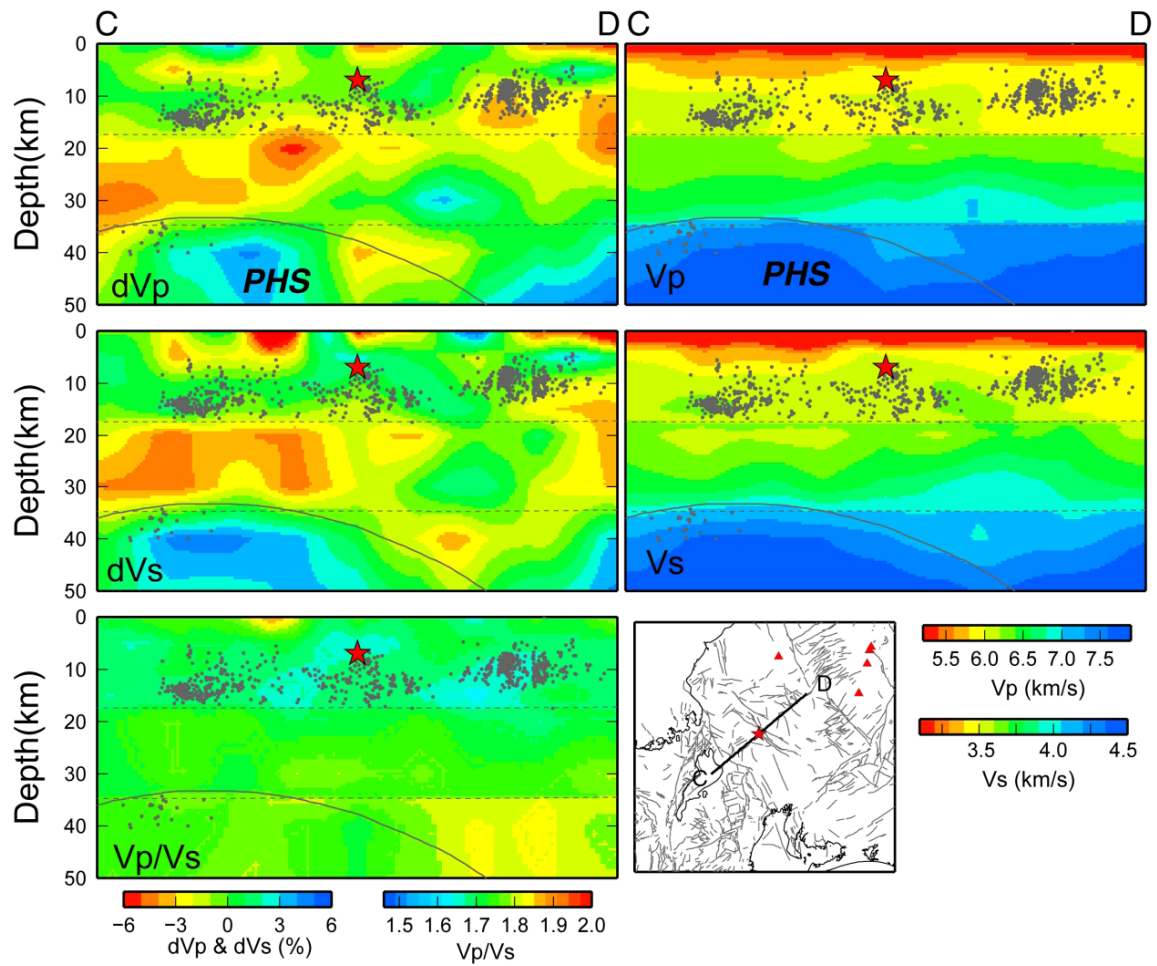 C D C D
0
10
20
30
40
50
Depth(km)
dVp
PHS
Vp
PHS
0
10
20
30
40
50
Depth(km)
dVs
Vs
0
10
20
30
40
50
Depth(km)
Vp/Vs
D
C
5.5 6.0 6.5 7.0 7.5
Vp (km/s)
3.5 4.0 4.5
Vs (km/s)
−6 −3 0 3 6
dVp & dVs (%)
1.5 1.6 1.7 1.8 1.9 2.0
Vp/Vs